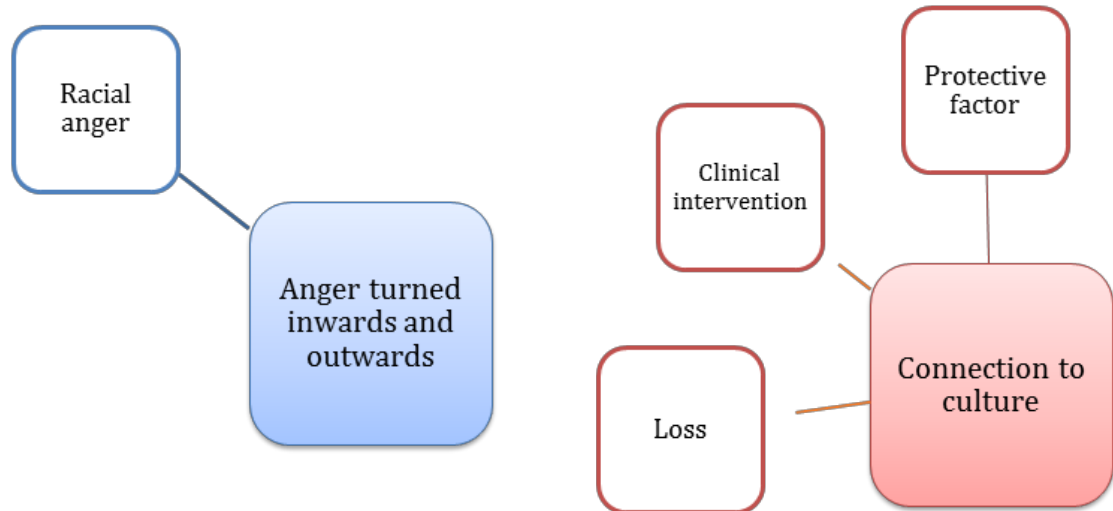 Racial
anger
Anger turned
inwards and
outwards
Protective
factor
Clinical
intervention
Loss
Connection to
culture